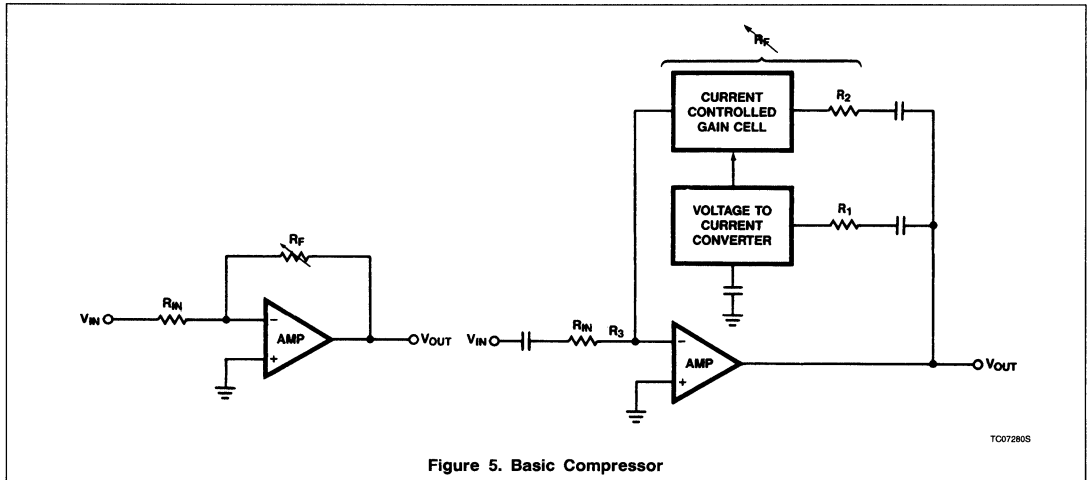 RF
CURRENT
CONTROLLED
GAIN CELL
R2
VOLTAGE TO
CURRENT
CONVERTER
R1
RF
RIN
VIN
−
AMP
+
VOUT
VIN
RIN
R3
−
AMP
+
VOUT
TC07280S
Figure 5. Basic Compressor